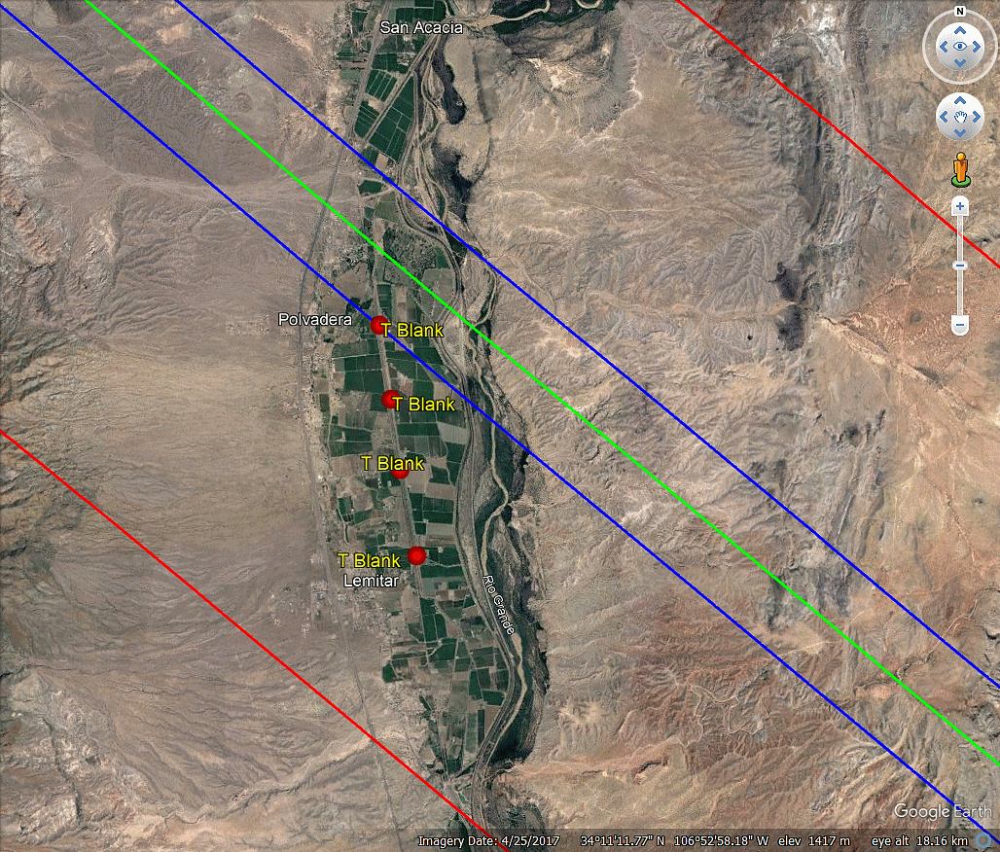 San Acacia
N
Polvadera
T Blank
T Blank
T Blank
T Blank
Lemitar
Rio Grande
Google Earth
Imagery Date: 4/25/2017 34°11'11.77" N 106°52'58.18" W elev 1417 m eye alt 18.16 km